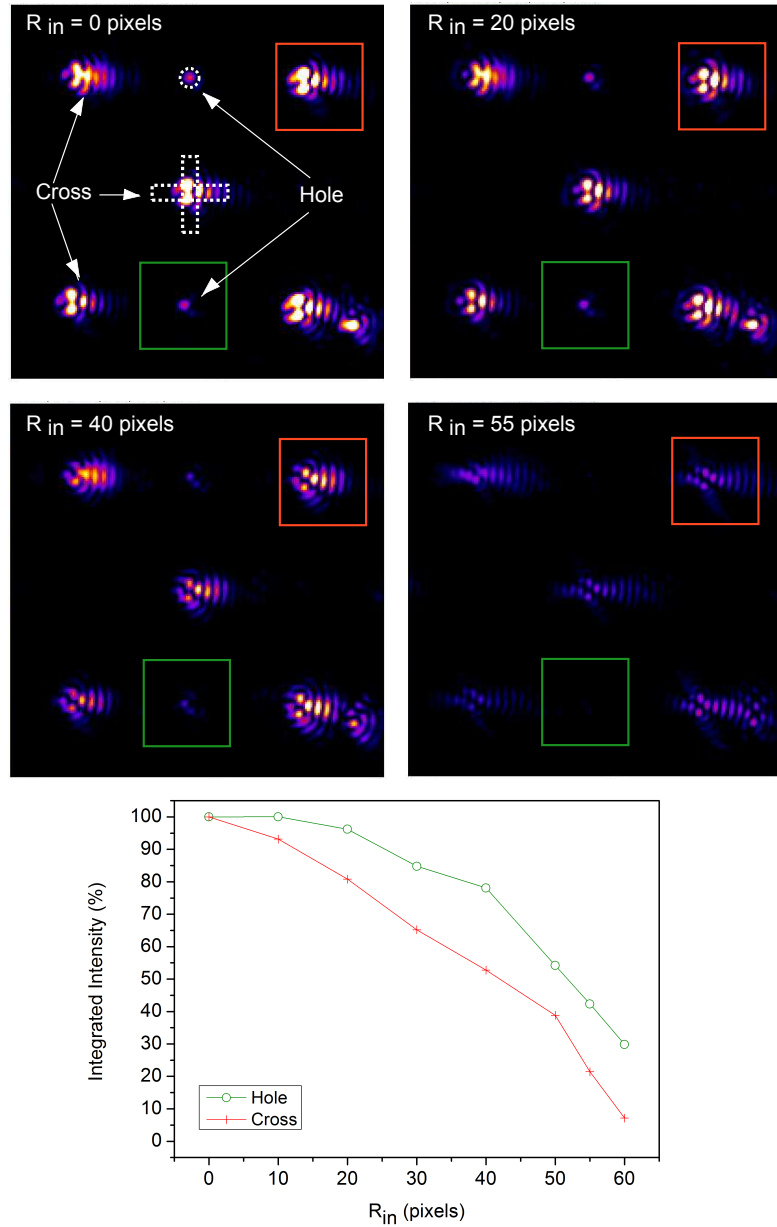 R in = 0 pixels
R in = 20 pixels
Cross
Hole
R in = 40 pixels
R in = 55 pixels
100
90
80
70
60
50
40
30
20
10
0
Integrated Intensity (%)
Hole
Cross
0 10 20 30 40 50 60
R in (pixels)